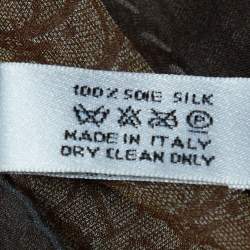 100% SOIE SILK
P
MADE IN ITALY
DRY CLEAN ONLY